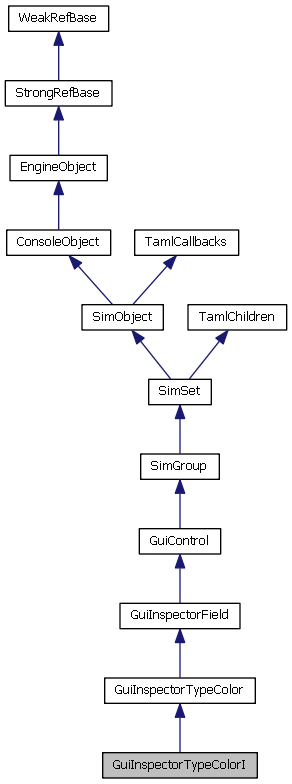 WeakRefBase
StrongRefBase
EngineObject
ConsoleObject
TamlCallbacks
SimObject
TamlChildren
SimSet
SimGroup
GuiControl
GuiInspectorField
GuiInspectorTypeColor
GuiInspectorTypeColorI